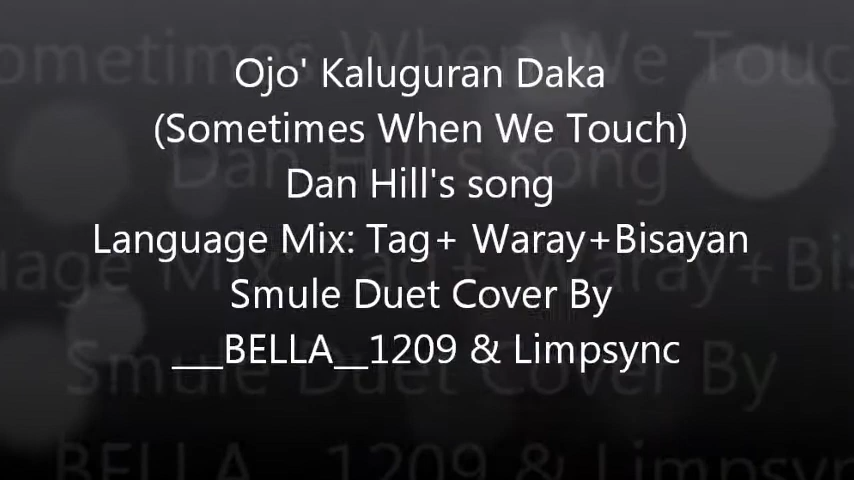 Ojo' Kaluguran Daka
(Sometimes When We Touch)
Dan Hill's song
Language Mix: Tag+ Waray+Bisayan
Smule Duet Cover By
___BELLA__1209 & Limpsync